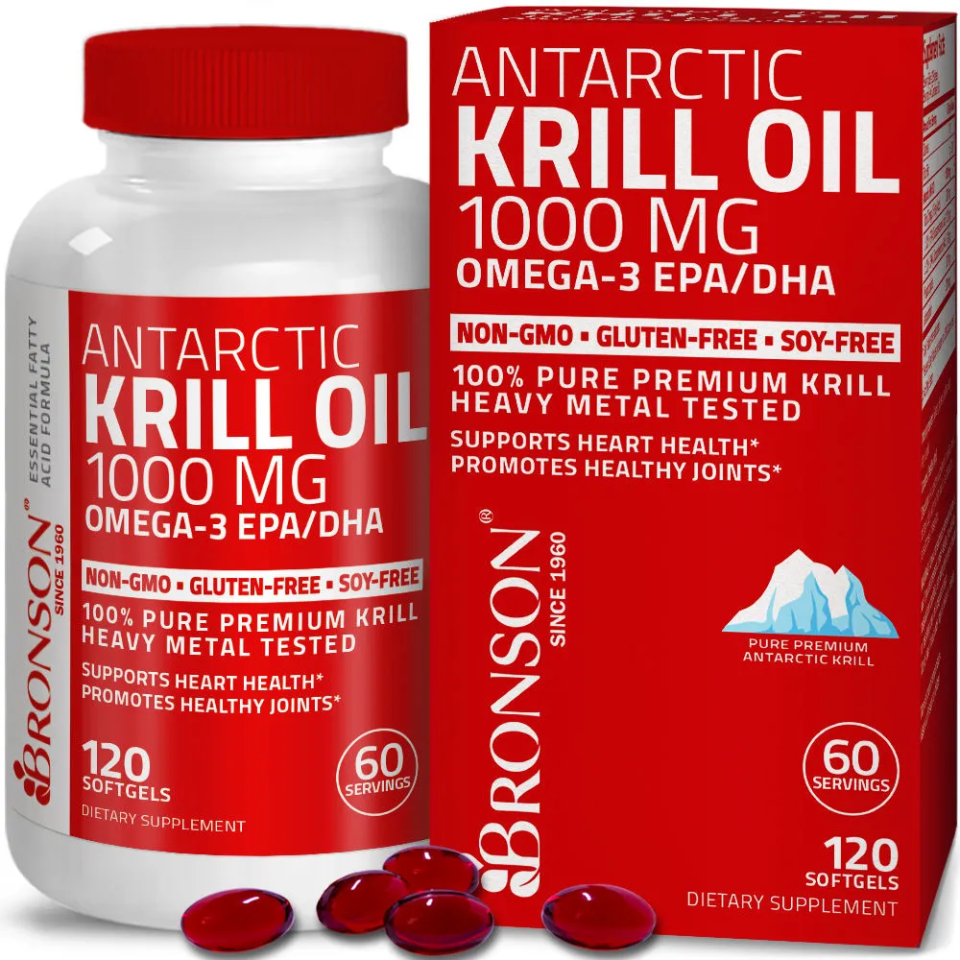 ANTARCTIC
KRILL OIL
1000 MG
OMEGA-3 EPA/DHA
NON-GMO ▪ GLUTEN-FREE ▪ SOY-FREE
100% PURE PREMIUM KRILL
HEAVY METAL TESTED
SUPPORTS HEART HEALTH*
PROMOTES HEALTHY JOINTS*
120
SOFTGELS
60
SERVINGS
DIETARY SUPPLEMENT
ESSENTIAL FATTY
ACID FORMULA
BRONSON®
SINCE 1960
ANTARCTIC
KRILL OIL
1000 MG
OMEGA-3 EPA/DHA
NON-GMO ▪ GLUTEN-FREE ▪ SOY-FREE
100% PURE PREMIUM KRILL
HEAVY METAL TESTED
SUPPORTS HEART HEALTH*
PROMOTES HEALTHY JOINTS*
BRONSON®
SINCE 1960
PURE PREMIUM
ANTARCTIC KRILL
60
SERVINGS
120
SOFTGELS
DIETARY SUPPLEMENT
Supplement Facts